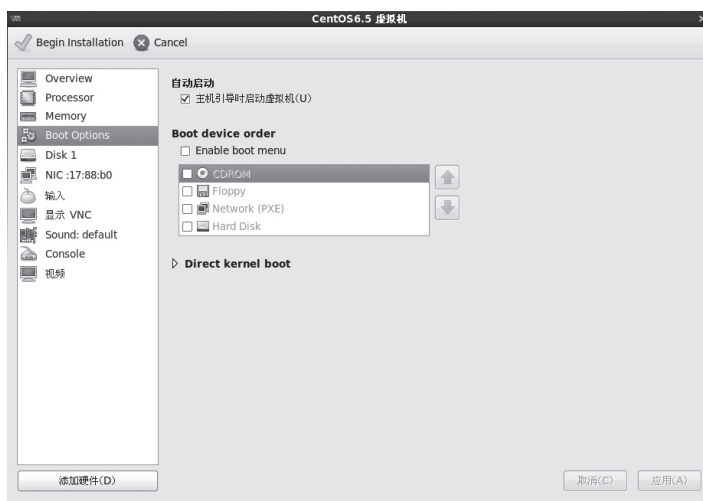 CentOS6.5 虚拟机
Begin Installation
Cancel
Overview
Processor
Memory
Boot Options
Disk 1
NIC :17:88:b0
输入
显示 VNC
Sound: default
Console
视频
添加硬件(D)
自动启动
主机引导时启动虚拟机(U)
Boot device order
Enable boot menu
CDROM
Floppy
Network (PXE)
Hard Disk
Direct kernel boot
取消(C)
应用(A)